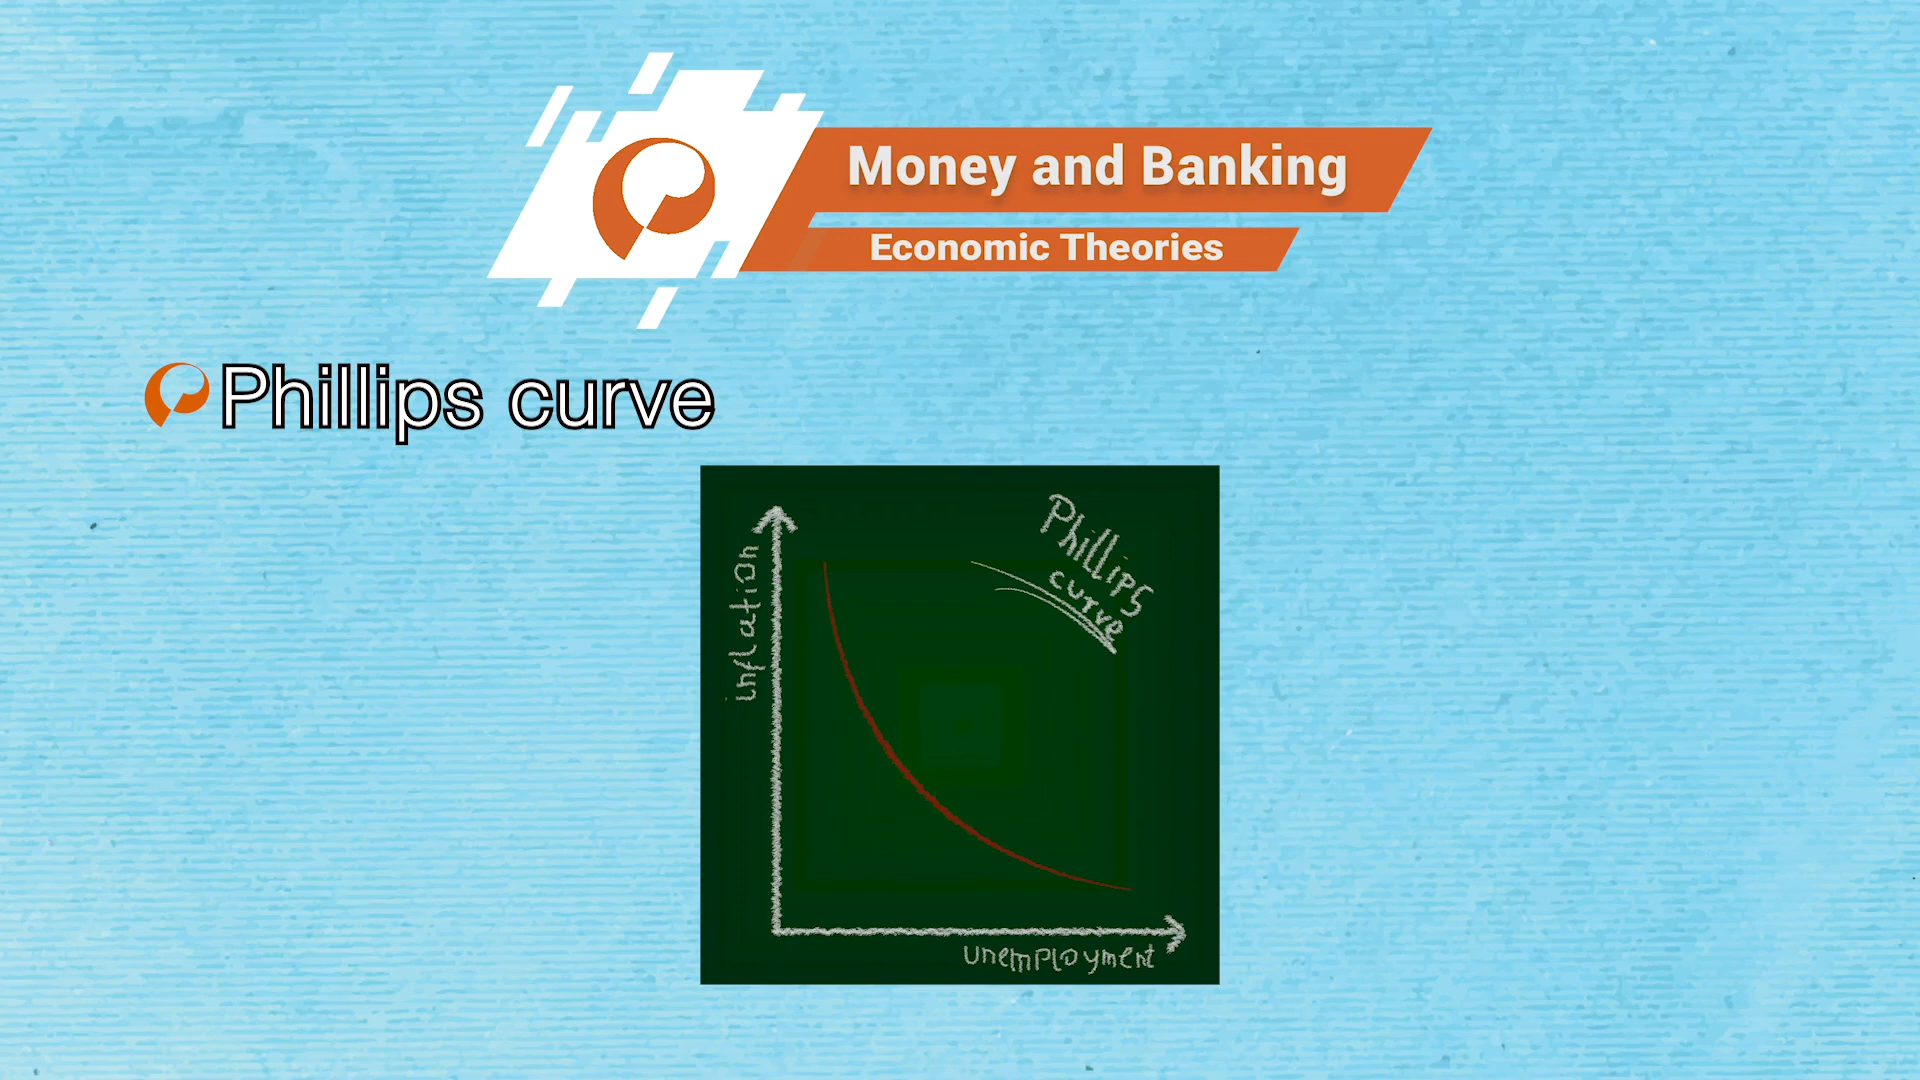 Money and Banking
Economic Theories
Phillips curve
Phillips
curve
inflation
unemployment